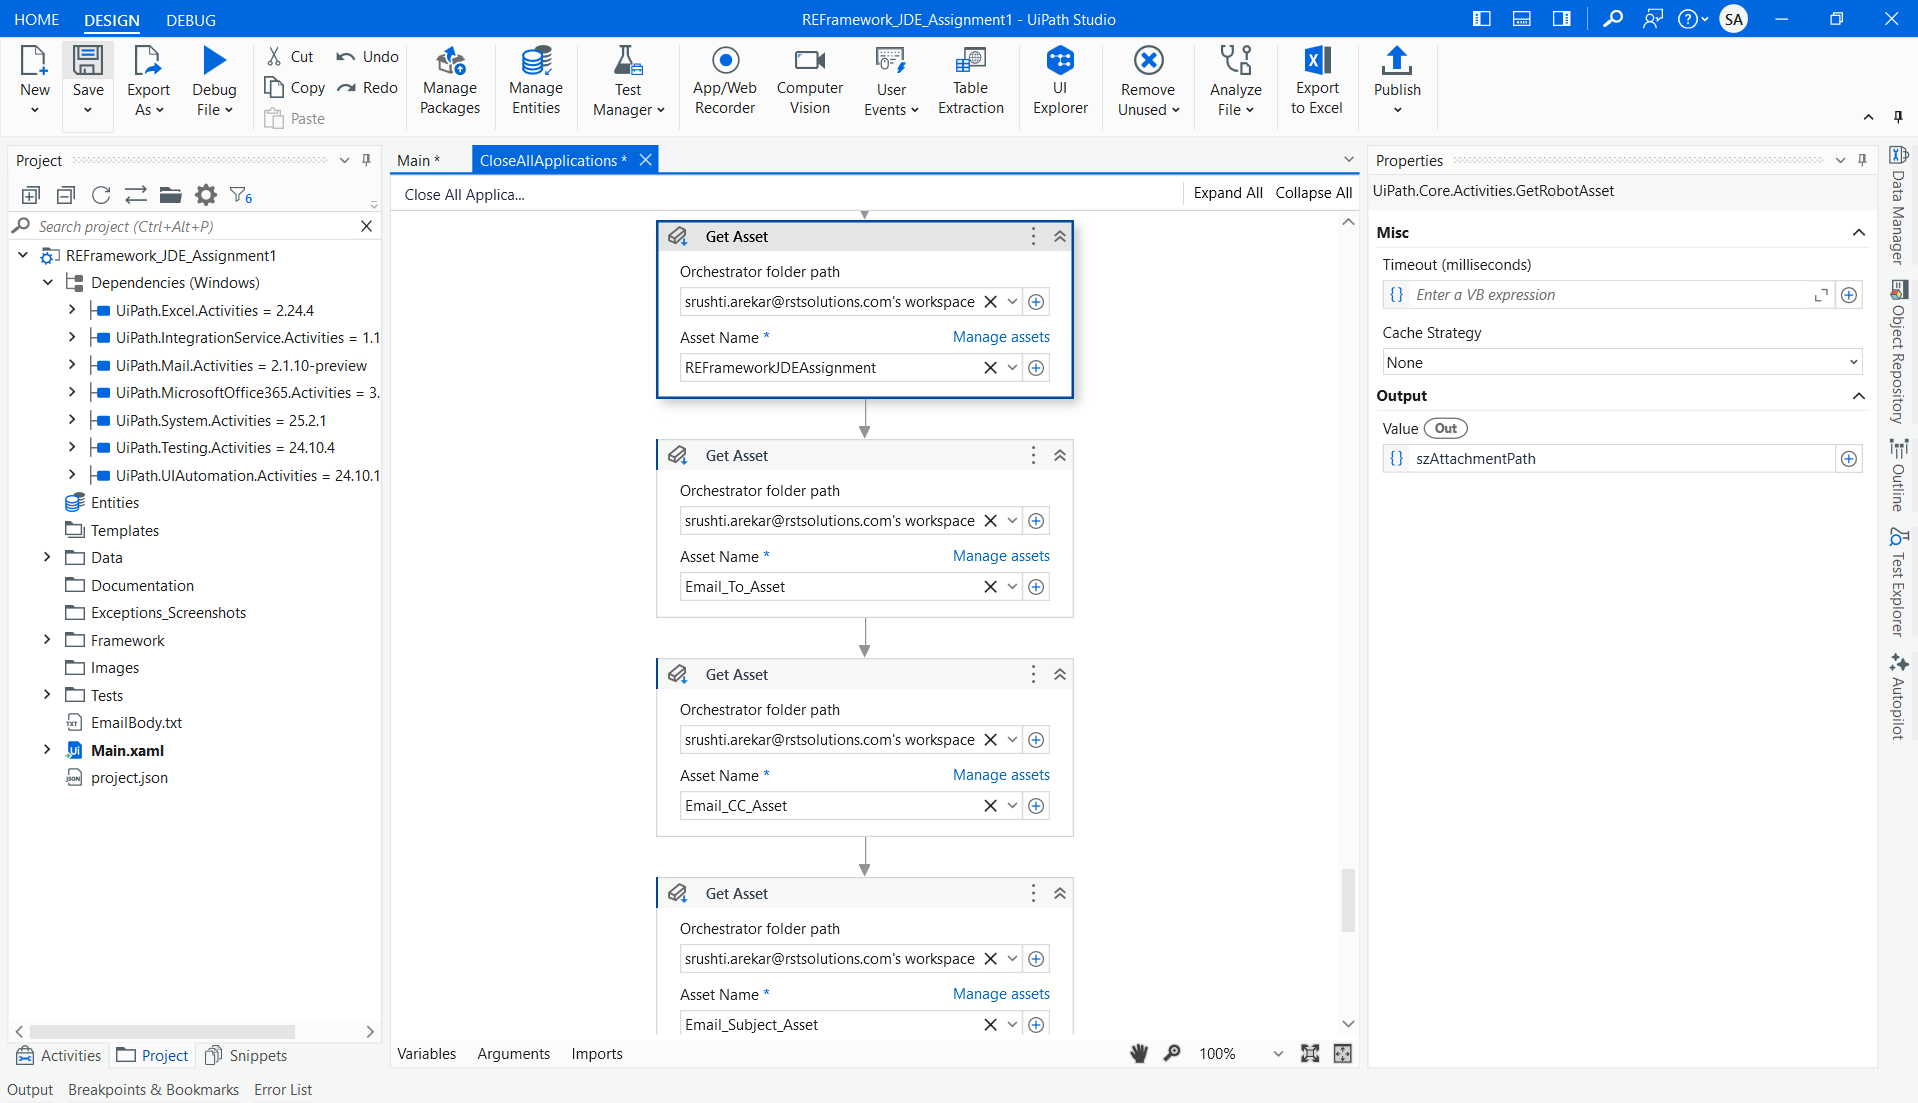 HOME DESIGN DEBUG REFramework_JDE_Assignment1 - UiPath Studio SA
New Save Export As Debug File Cut Copy Paste Undo Redo
Manage Packages Manage Entities Test Manager App/Web Recorder Computer Vision User Events Table Extraction UI Explorer Remove Unused Analyze File Export to Excel Publish
Project
6
Search project (Ctrl+Alt+P)
REFramework_JDE_Assignment1
Dependencies (Windows)
UiPath.Excel.Activities = 2.24.4
UiPath.IntegrationService.Activities = 1.1
UiPath.Mail.Activities = 2.1.10-preview
UiPath.MicrosoftOffice365.Activities = 3.
UiPath.System.Activities = 25.2.1
UiPath.Testing.Activities = 24.10.4
UiPath.UIAutomation.Activities = 24.10.1
Entities
Templates
Data
Documentation
Exceptions_Screenshots
Framework
Images
Tests
TXT EmailBody.txt
Ui Main.xaml
JSON project.json
Activities Project Snippets
Main * CloseAllApplications *
Close All Applica... Expand All Collapse All
Get Asset
Orchestrator folder path
srushti.arekar@rstsolutions.com's workspace
Asset Name * Manage assets
REFrameworkJDEAssignment
Get Asset
Orchestrator folder path
srushti.arekar@rstsolutions.com's workspace
Asset Name * Manage assets
Email_To_Asset
Get Asset
Orchestrator folder path
srushti.arekar@rstsolutions.com's workspace
Asset Name * Manage assets
Email_CC_Asset
Get Asset
Orchestrator folder path
srushti.arekar@rstsolutions.com's workspace
Asset Name * Manage assets
Email_Subject_Asset
Variables Arguments Imports 100%
Properties
UiPath.Core.Activities.GetRobotAsset
Misc
Timeout (milliseconds)
{} Enter a VB expression
Cache Strategy
None
Output
Value Out
{} szAttachmentPath
Data Manager
Object Repository
Outline
Test Explorer
Autopilot
Output Breakpoints & Bookmarks Error List